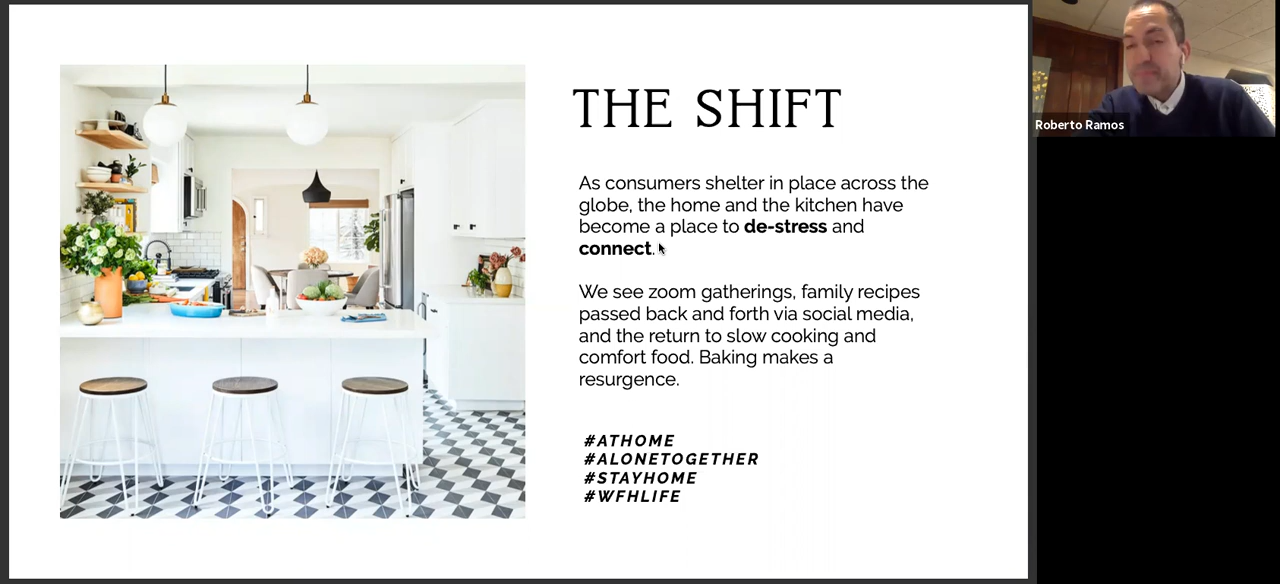 THE SHIFT
As consumers shelter in place across the
globe, the home and the kitchen have
become a place to de-stress and
connect.
We see zoom gatherings, family recipes
passed back and forth via social media,
and the return to slow cooking and
comfort food. Baking makes a
resurgence.
#ATHOME
#ALONETOGETHER
#STAYHOME
#WFHLIFE
Roberto Ramos